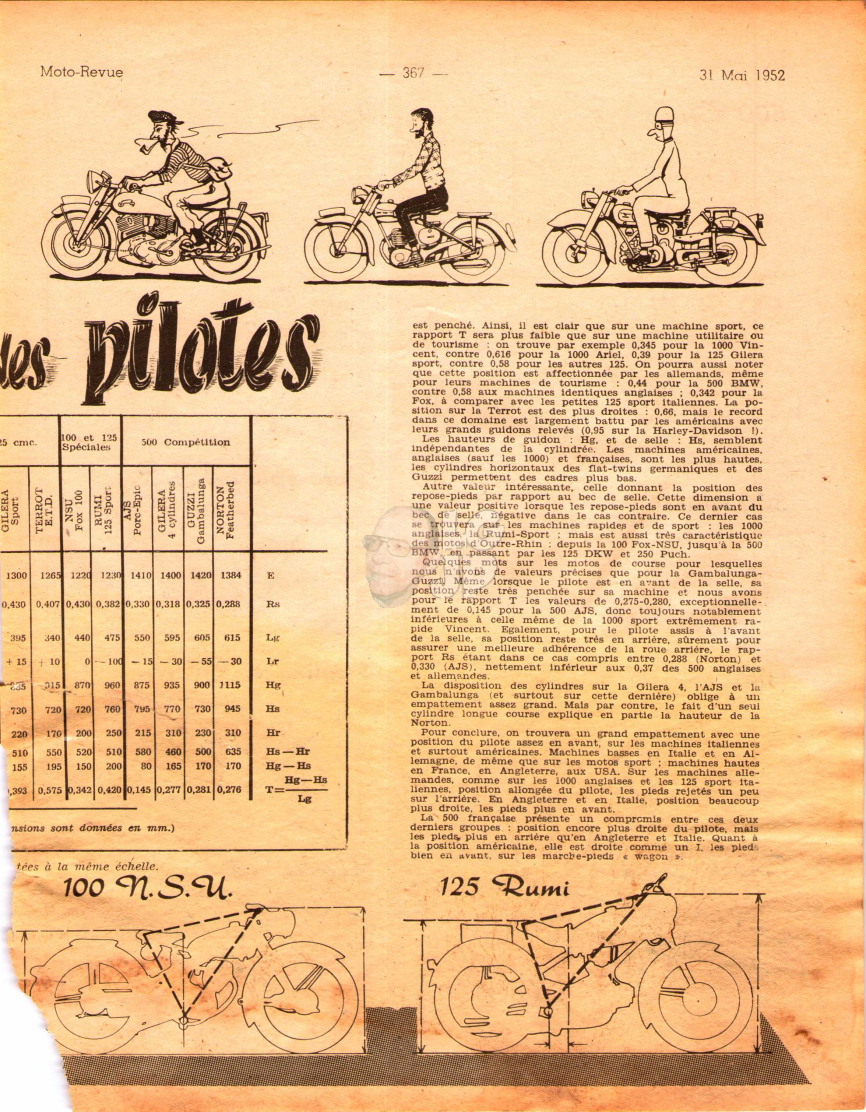 Moto-Revue — 367 — 31 Mai 1952
des pilotes
25 cmc. 100 et 125 Spéciales 500 Compétition
GILERA Sport TERROT E.T.D. NSU Fox 100 RUMI 125 Sport AJS Porc-Epic GILERA 4 cylindres GUZZI Gambalunga NORTON Featherbed
1300 1265 1220 1230 1410 1400 1420 1384 E
0,430 0,407 0,430 0,382 0,330 0,318 0,325 0,288 Rs
395 340 440 475 550 595 605 615 Lg
+ 15 + 10 0 — 100 — 15 — 30 — 55 — 30 Lr
915 870 960 875 935 900 1115 Hg
730 720 720 760 795 770 730 945 Hs
220 170 200 250 215 310 230 310 Hr
510 550 520 510 580 460 500 635 Hs — Hr
155 195 150 200 80 165 170 170 Hg — Hs
0,393 0,575 0,342 0,420 0,145 0,277 0,281 0,276 T = Hg — Hs
Lg
nsions sont données en mm.)
tées à la même échelle.
est penché. Ainsi, il est clair que sur une machine sport, ce
rapport T sera plus faible que sur une machine utilitaire ou
de tourisme : on trouve par exemple 0,345 pour la 1000 Vin-
cent, contre 0,616 pour la 1000 Ariel, 0,39 pour la 125 Gilera
sport, contre 0,58 pour les autres 125. On pourra aussi noter
que cette position est affectionnée par les allemands, même
pour leurs machines de tourisme : 0,44 pour la 500 BMW,
contre 0,58 aux machines identiques anglaises ; 0,342 pour la
Fox, à comparer avec les petites 125 sport italiennes. La po-
sition sur la Terrot est des plus droites : 0,66, mais le record
dans ce domaine est largement battu par les américains avec
leurs grands guidons relevés (0,95 sur la Harley-Davidson !).
Les hauteurs de guidon : Hg, et de selle : Hs, semblent
indépendantes de la cylindrée. Les machines américaines,
anglaises (sauf les 1000) et françaises, sont les plus hautes,
les cylindres horizontaux des flat-twins germaniques et des
Guzzi permettent des cadres plus bas.
Autre valeur intéressante, celle donnant la position des
repose-pieds par rapport au bec de selle. Cette dimension a
une valeur positive lorsque les repose-pieds sont en avant du
bec de selle, négative dans le cas contraire. Ce dernier cas
se trouvera sur les machines rapides et de sport : les 1000
anglaises, la Rumi-Sport ; mais est aussi très caractéristique
des motos d'Outre-Rhin : depuis la 100 Fox-NSU, jusqu'à la 500
BMW, en passant par les 125 DKW et 250 Puch.
Quelques mots sur les motos de course pour lesquelles
nous n'avons de valeurs précises que pour la Gambalunga-
Guzzi. Même lorsque le pilote est en avant de la selle, sa
position reste très penchée sur sa machine et nous avons
pour le rapport T les valeurs de 0,275-0,280, exceptionnelle-
ment de 0,145 pour la 500 AJS, donc toujours notablement
inférieures à celle même de la 1000 sport extrêmement ra-
pide Vincent. Egalement, pour le pilote assis à l'avant
de la selle, sa position reste très en arrière, sûrement pour
assurer une meilleure adhérence de la roue arrière, le rap-
port Rs étant dans ce cas compris entre 0,288 (Norton) et
0,330 (AJS), nettement inférieur aux 0,37 des 500 anglaises
et allemandes.
La disposition des cylindres sur la Gilera 4, l'AJS et la
Gambalunga (et surtout sur cette dernière) oblige à un
empattement assez grand. Mais par contre, le fait d'un seul
cylindre longue course explique en partie la hauteur de la
Norton.
Pour conclure, on trouvera un grand empattement avec une
position du pilote assez en avant, sur les machines italiennes
et surtout américaines. Machines basses en Italie et en Al-
lemagne, de même que sur les motos sport ; machines hautes
en France, en Angleterre, aux USA. Sur les machines alle-
mandes, comme sur les 1000 anglaises et les 125 sport ita-
liennes, position allongée du pilote, les pieds rejetés un peu
sur l'arrière. En Angleterre et en Italie, position beaucoup
plus droite, les pieds plus en avant.
La 500 française présente un compromis entre ces deux
derniers groupes : position encore plus droite du pilote, mais
les pieds plus en arrière qu'en Angleterre et Italie. Quant à
la position américaine, elle est droite comme un I, les pieds
bien en avant, sur les marche-pieds « wagon ».
100 N.S.U. 125 Rumi